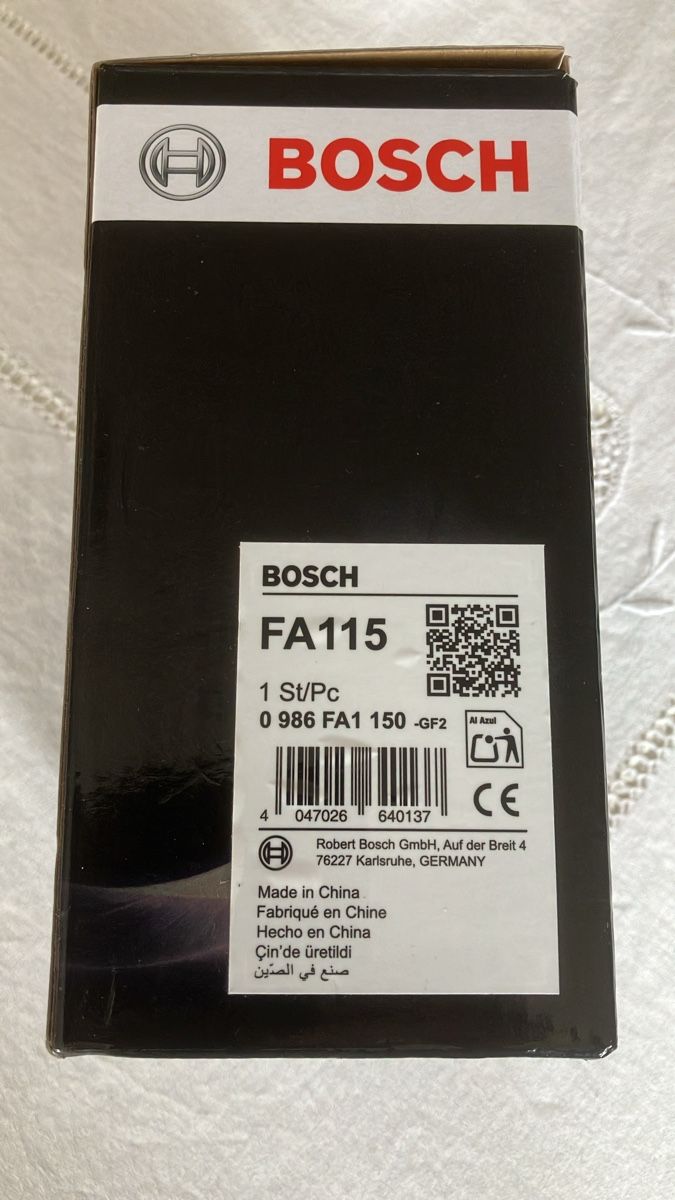 BOSCH
BOSCH
FA115
1 St/Pc
0 986 FA1 150 -GF2
Al Azul
CE
4 047026 640137
Robert Bosch GmbH, Auf der Breit 4
76227 Karlsruhe, GERMANY
Made in China
Fabriqué en Chine
Hecho en China
Çin'de üretildi
صنع في الصّين